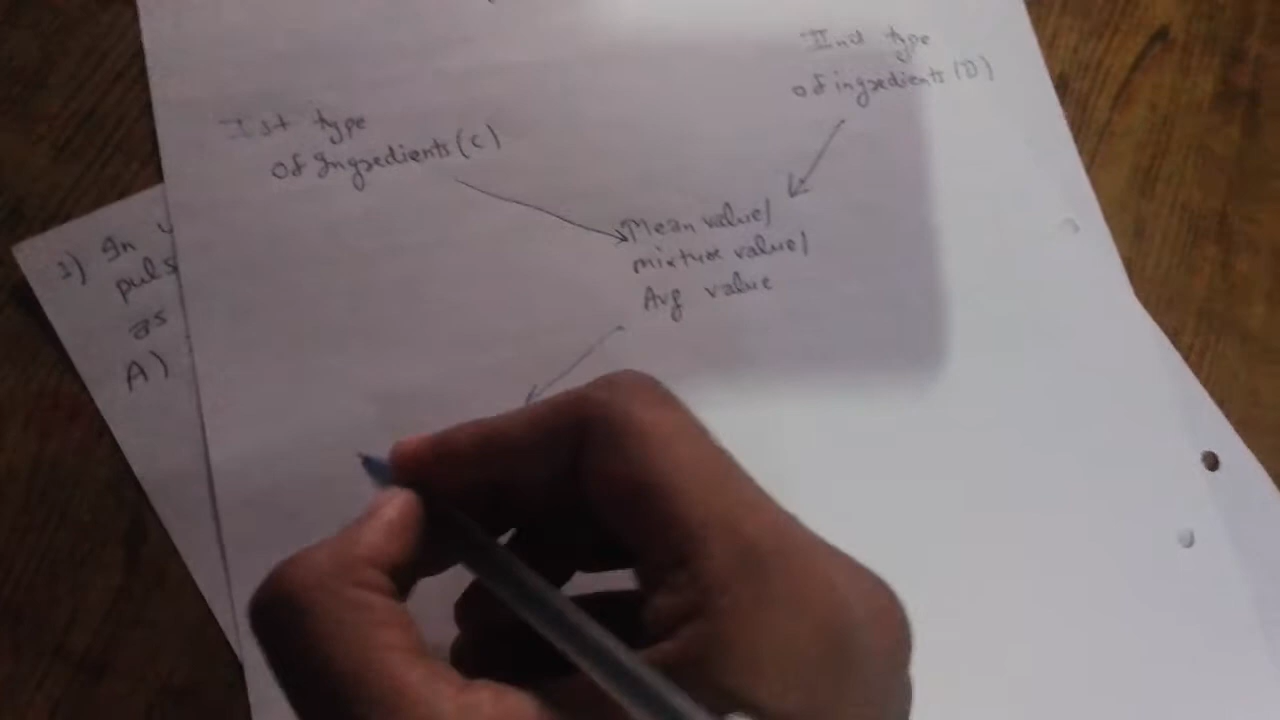 Ist type
of Ingredients (C)
IInd type
of ingredients (D)
Mean value/
mixture value/
Avg value
1) In
puls
as
A)